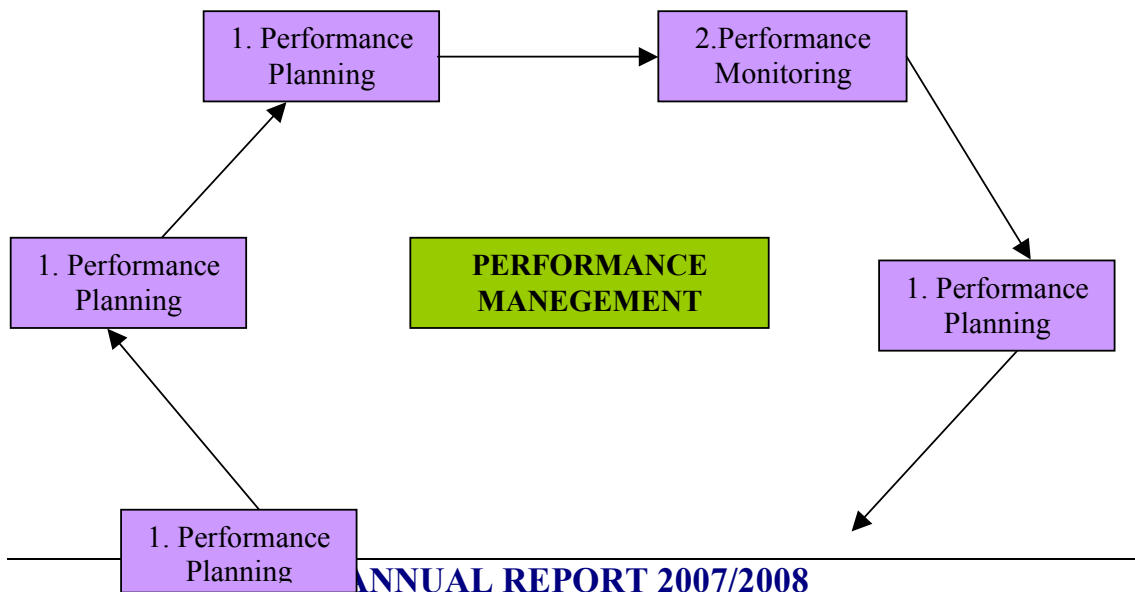 1. Performance
Planning
2.Performance
Monitoring
1. Performance
Planning
PERFORMANCE
MANEGEMENT
1. Performance
Planning
1. Performance
Planning
ANNUAL REPORT 2007/2008